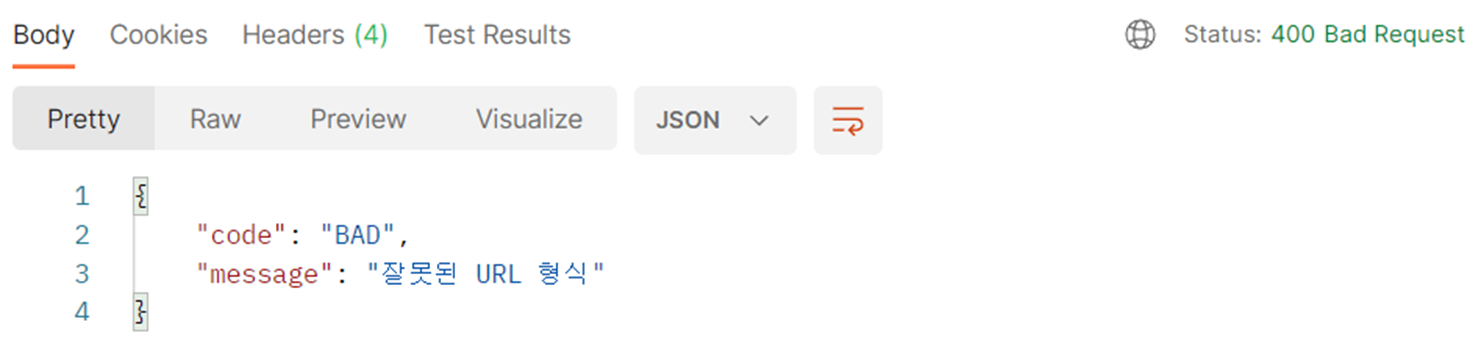 Body Cookies Headers (4) Test Results Status: 400 Bad Request
Pretty Raw Preview Visualize JSON
1 {
2 "code": "BAD",
3 "message": "잘못된 URL 형식"
4 }